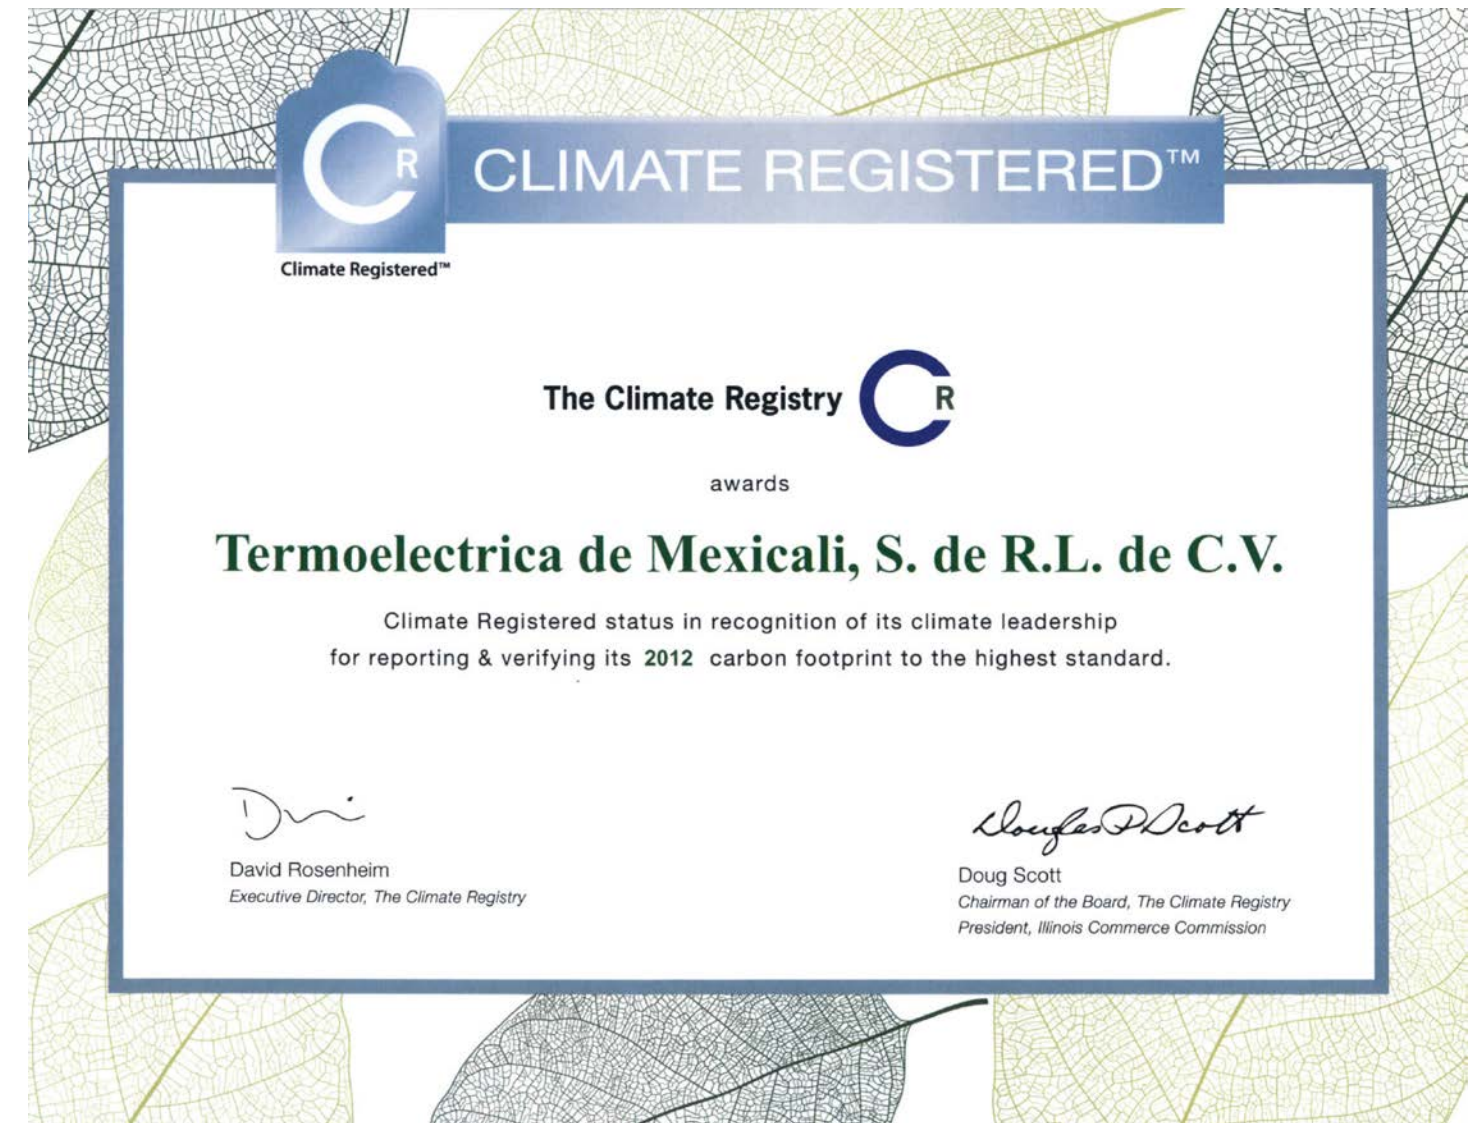 CR
CLIMATE REGISTERED™
Climate Registered™
The Climate Registry CR
awards
Termoelectrica de Mexicali, S. de R.L. de C.V.
Climate Registered status in recognition of its climate leadership
for reporting & verifying its 2012 carbon footprint to the highest standard.
Douglas P Scott
David Rosenheim
Executive Director, The Climate Registry
Doug Scott
Chairman of the Board, The Climate Registry
President, Illinois Commerce Commission